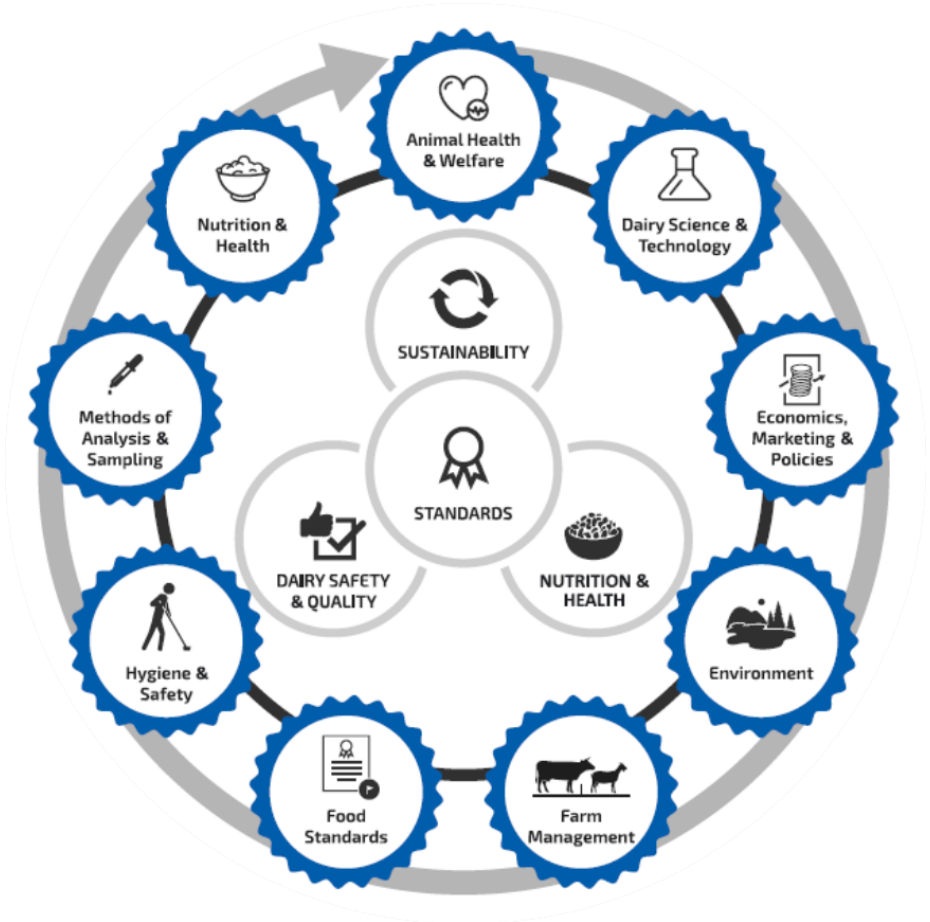 Animal Health
& Welfare
Dairy Science &
Technology
Economics,
Marketing &
Policies
Environment
Farm
Management
Food
Standards
Hygiene &
Safety
Methods of
Analysis &
Sampling
Nutrition &
Health
SUSTAINABILITY
STANDARDS
DAIRY SAFETY
& QUALITY
NUTRITION &
HEALTH